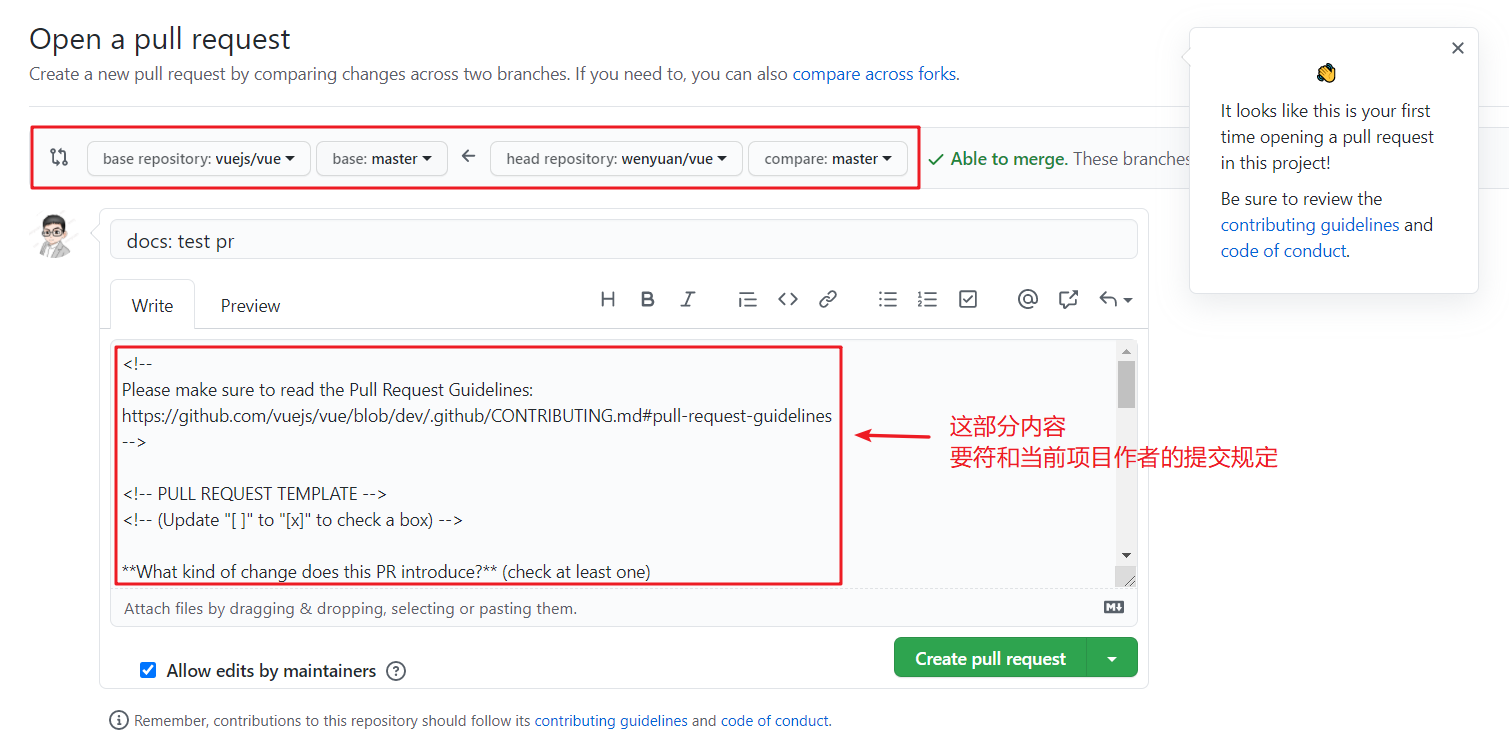 Open a pull request
Create a new pull request by comparing changes across two branches. If you need to, you can also compare across forks.
base repository: vuejs/vue
base: master
head repository: wenyuan/vue
compare: master
Able to merge. These branches
It looks like this is your first
time opening a pull request
in this project!
Be sure to review the
contributing guidelines and
code of conduct.
docs: test pr
Write
Preview
<!--
Please make sure to read the Pull Request Guidelines:
https://github.com/vuejs/vue/blob/dev/.github/CONTRIBUTING.md#pull-request-guidelines
-->
<!-- PULL REQUEST TEMPLATE -->
<!-- (Update "[ ]" to "[x]" to check a box) -->
**What kind of change does this PR introduce?** (check at least one)
这部分内容
要符和当前项目作者的提交规定
Attach files by dragging & dropping, selecting or pasting them.
Allow edits by maintainers
Create pull request
Remember, contributions to this repository should follow its contributing guidelines and code of conduct.